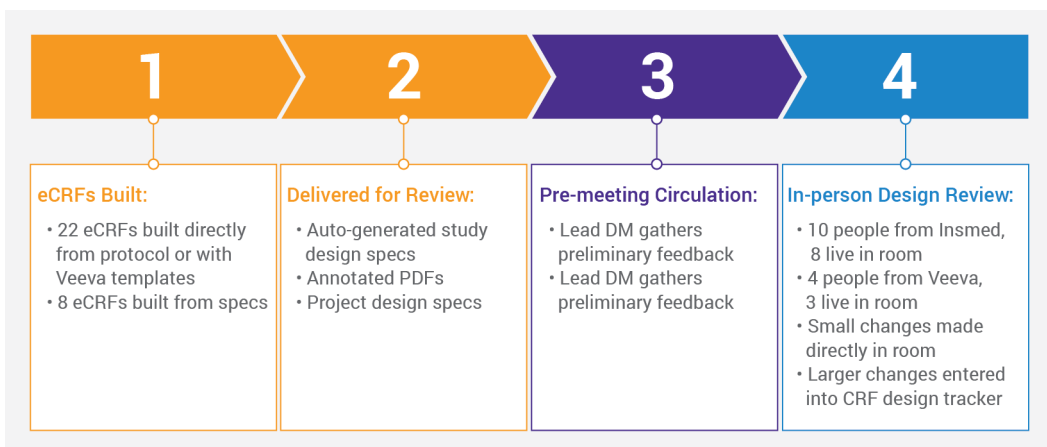 1
2
3
4
eCRFs Built:
• 22 eCRFs built directly
from protocol or with
Veeva templates
• 8 eCRFs built from specs
Delivered for Review:
• Auto-generated study
design specs
• Annotated PDFs
• Project design specs
Pre-meeting Circulation:
• Lead DM gathers
preliminary feedback
• Lead DM gathers
preliminary feedback
In-person Design Review:
• 10 people from Insmed,
8 live in room
• 4 people from Veeva,
3 live in room
• Small changes made
directly in room
• Larger changes entered
into CRF design tracker